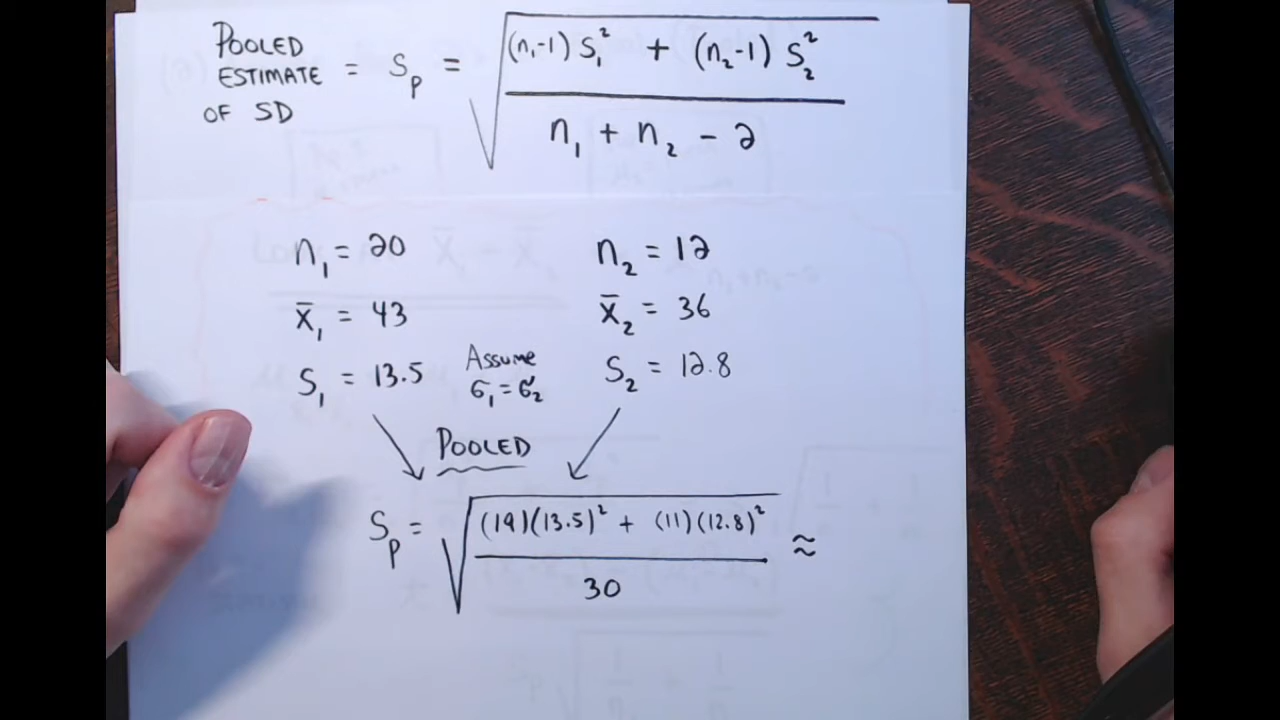 POOLED ESTIMATE OF SD = Sp = √(((n₁-1) S₁² + (n₂-1) S₂²) / (n₁ + n₂ - 2))
n₁ = 20 n₂ = 12
x̄₁ = 43 x̄₂ = 36
S₁ = 13.5 Assume σ₁ = σ₂ S₂ = 12.8
POOLED
Sp = √(((19)(13.5)² + (11)(12.8)²) / 30) ≈